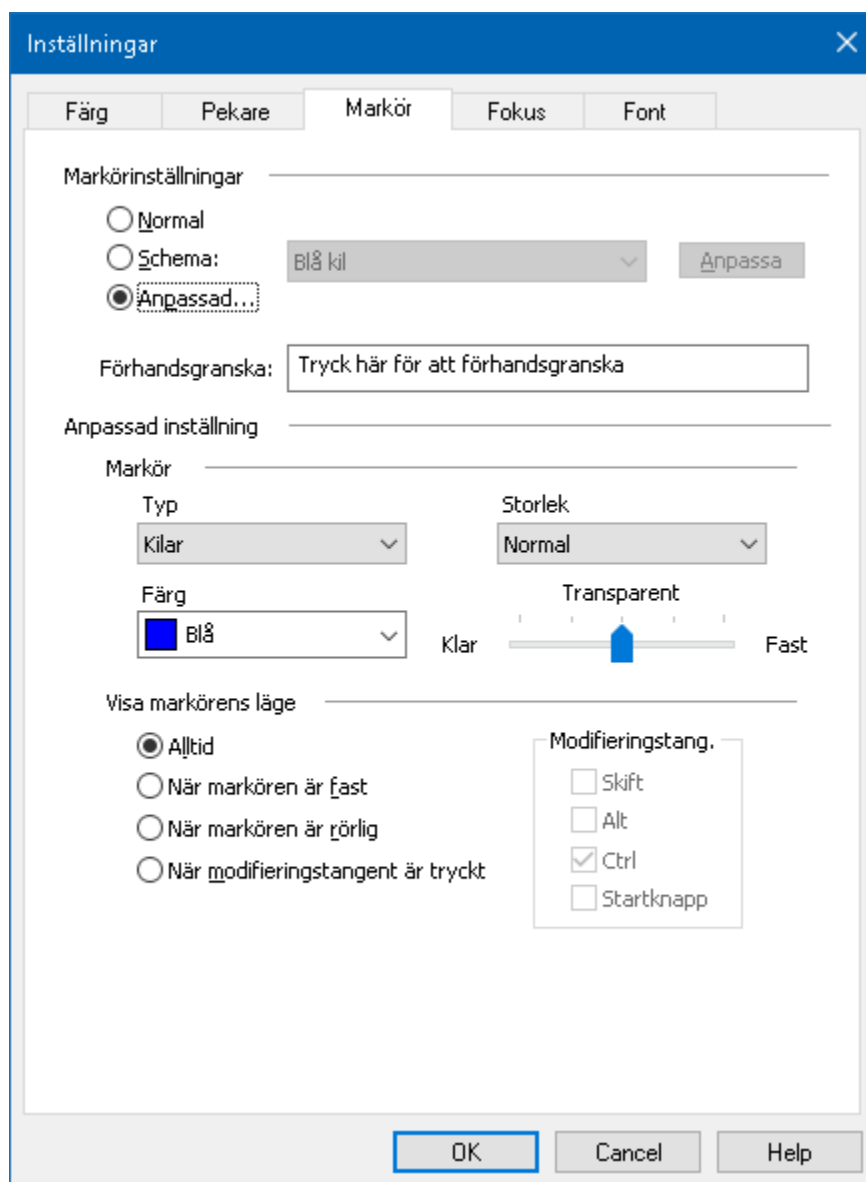 Inställningar
Färg Pekare Markör Fokus Font
Markörinställningar
Normal
Schema: Blå kil Anpassa
Anpassad...
Förhandsgranska: Tryck här för att förhandsgranska
Anpassad inställning
Markör
Typ Storlek
Kilar Normal
Färg Transparent
Blå Klar Fast
Visa markörens läge
Alltid Modifieringstang.
När markören är fast Skift
När markören är rörlig Alt
När modifieringstangent är tryckt Ctrl
Startknapp
OK Cancel Help